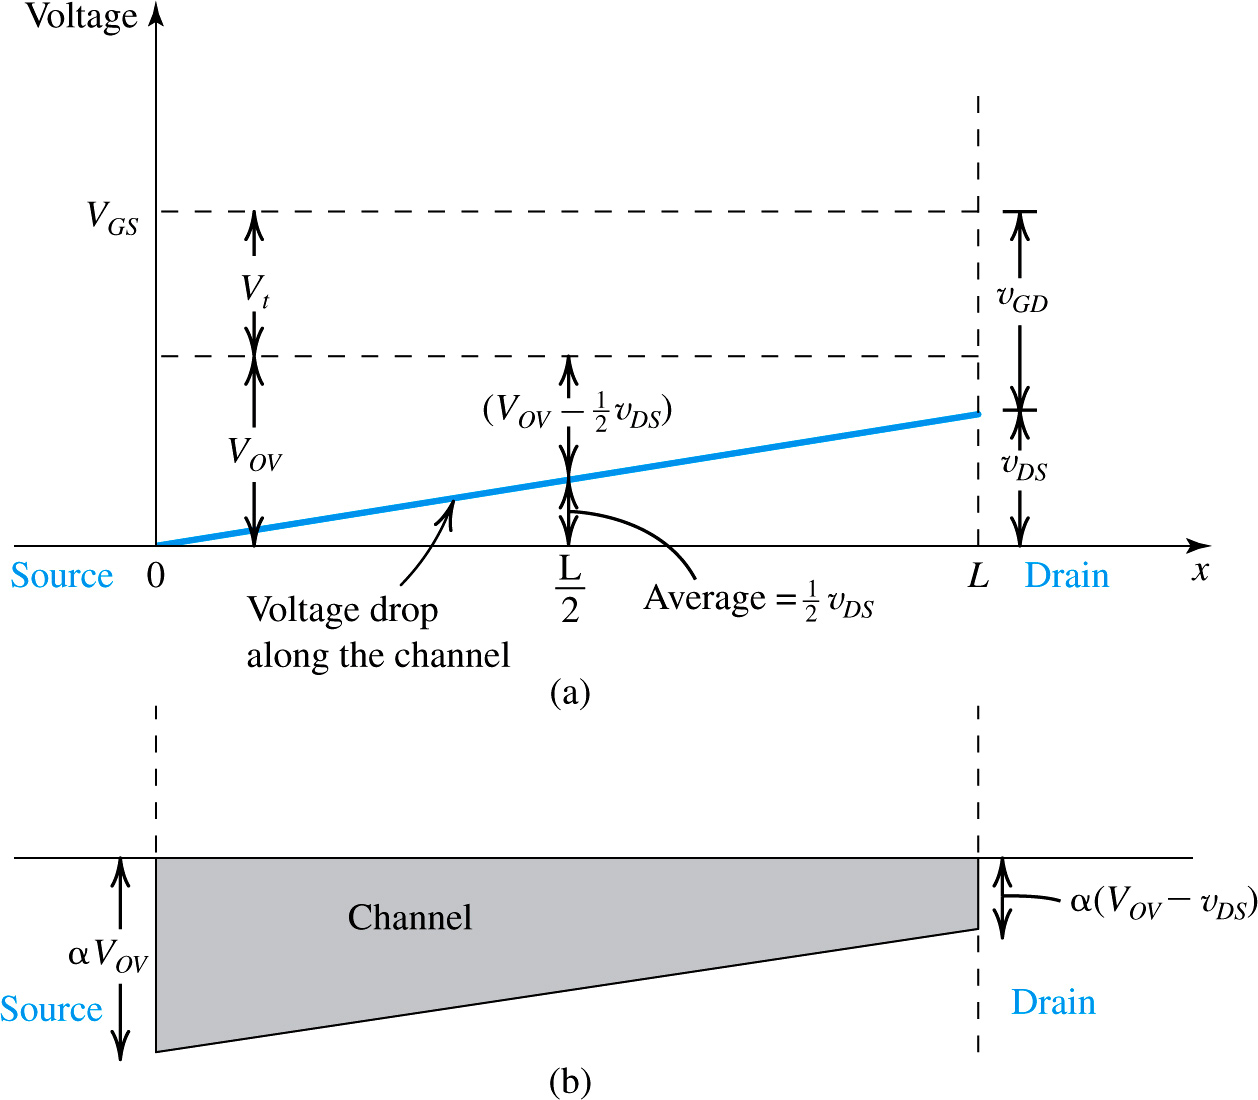 Voltage
V_GS
V_t
v_GD
(V_OV − 1/2 v_DS)
V_OV
v_DS
Source 0 L/2 L Drain x
Average = 1/2 v_DS
Voltage drop
along the channel
(a)
Channel
α(V_OV − v_DS)
αV_OV
Source
Drain
(b)